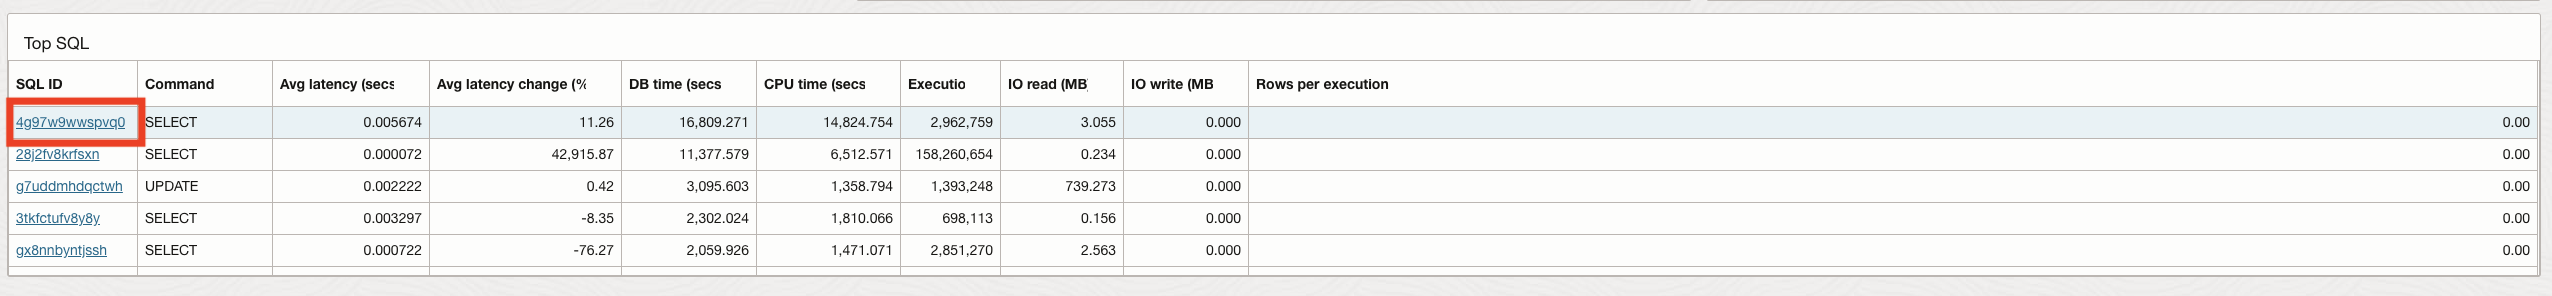 Top SQL
SQL ID Command Avg latency (secs Avg latency change (% DB time (secs CPU time (secs Executio IO read (MB IO write (MB Rows per execution
4g97w9wwspvq0 SELECT 0.005674 11.26 16,809.271 14,824.754 2,962,759 3.055 0.000 0.00
28j2fv8krfsxn SELECT 0.000072 42,915.87 11,377.579 6,512.571 158,260,654 0.234 0.000 0.00
g7uddmhdqctwh UPDATE 0.002222 0.42 3,095.603 1,358.794 1,393,248 739.273 0.000 0.00
3tkfctufv8y8y SELECT 0.003297 -8.35 2,302.024 1,810.066 698,113 0.156 0.000 0.00
gx8nnbyntjssh SELECT 0.000722 -76.27 2,059.926 1,471.071 2,851,270 2.563 0.000 0.00